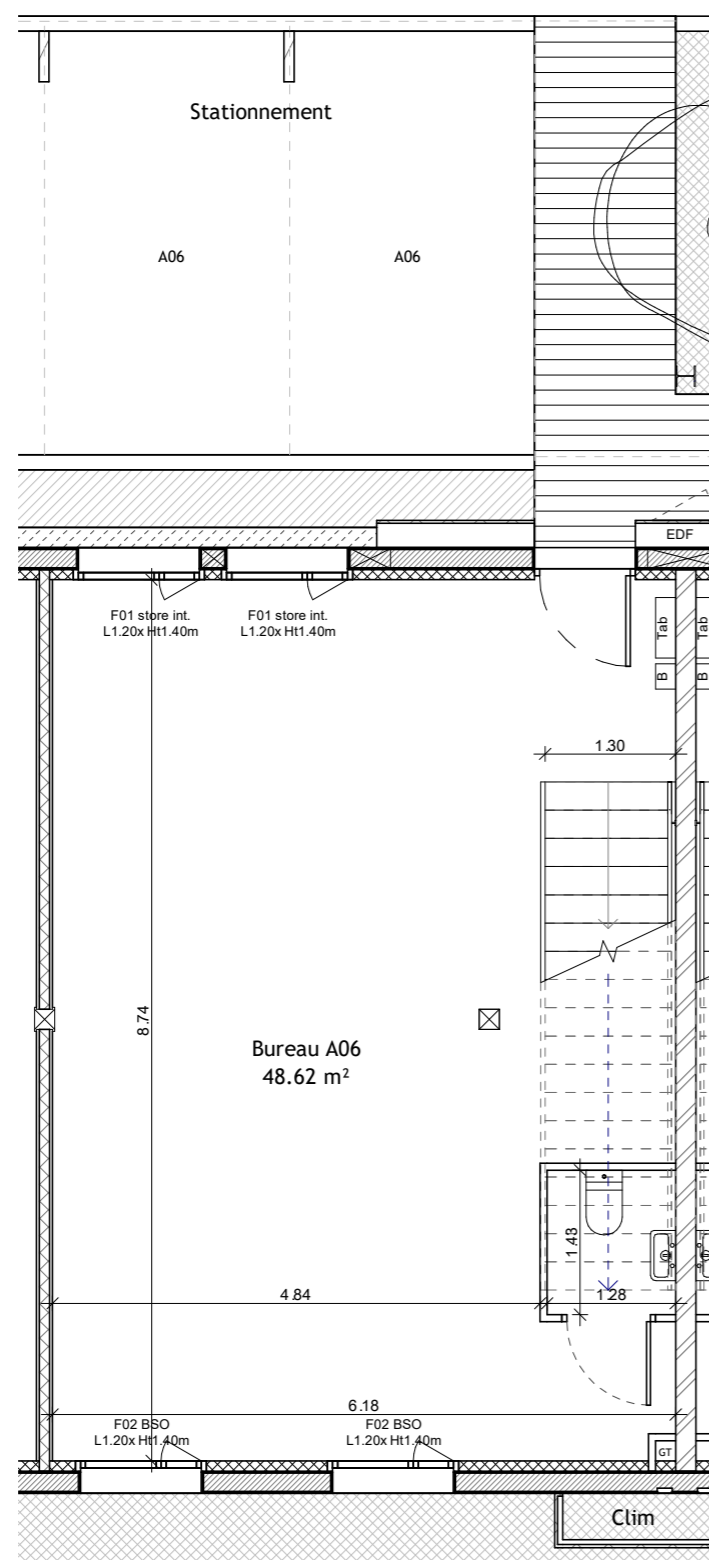 Stationnement
A06
A06
EDF
F01 store int.
L1.20x Ht1.40m
F01 store int.
L1.20x Ht1.40m
Tab
Tab
B
B
1.30
8.74
Bureau A06
48.62 m²
1.43
4.84
1.28
6.18
F02 BSO
L1.20x Ht1.40m
F02 BSO
L1.20x Ht1.40m
GT
Clim